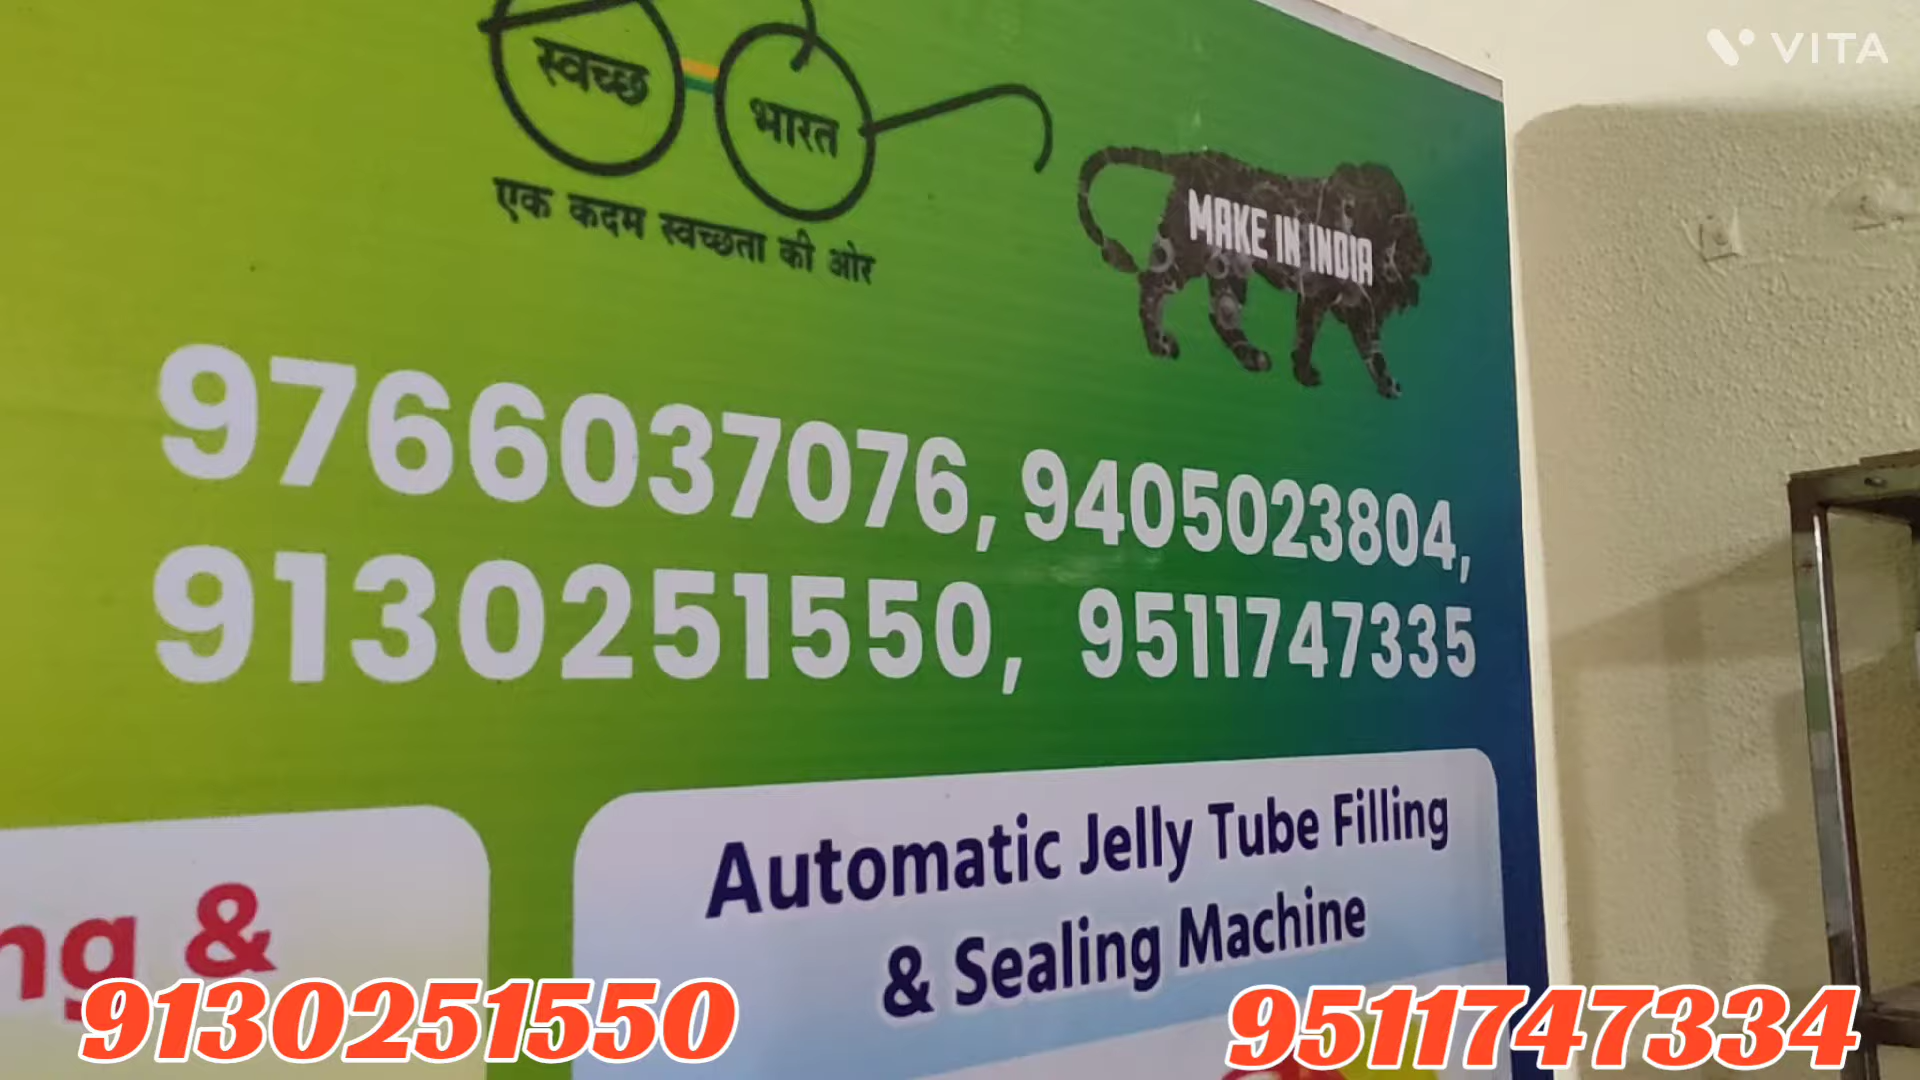 VITA
स्वच्छ भारत
एक कदम स्वच्छता की ओर
MAKE IN INDIA
9766037076, 9405023804,
9130251550, 9511747335
Automatic Jelly Tube Filling
& Sealing Machine
ng &
9130251550
9511747334